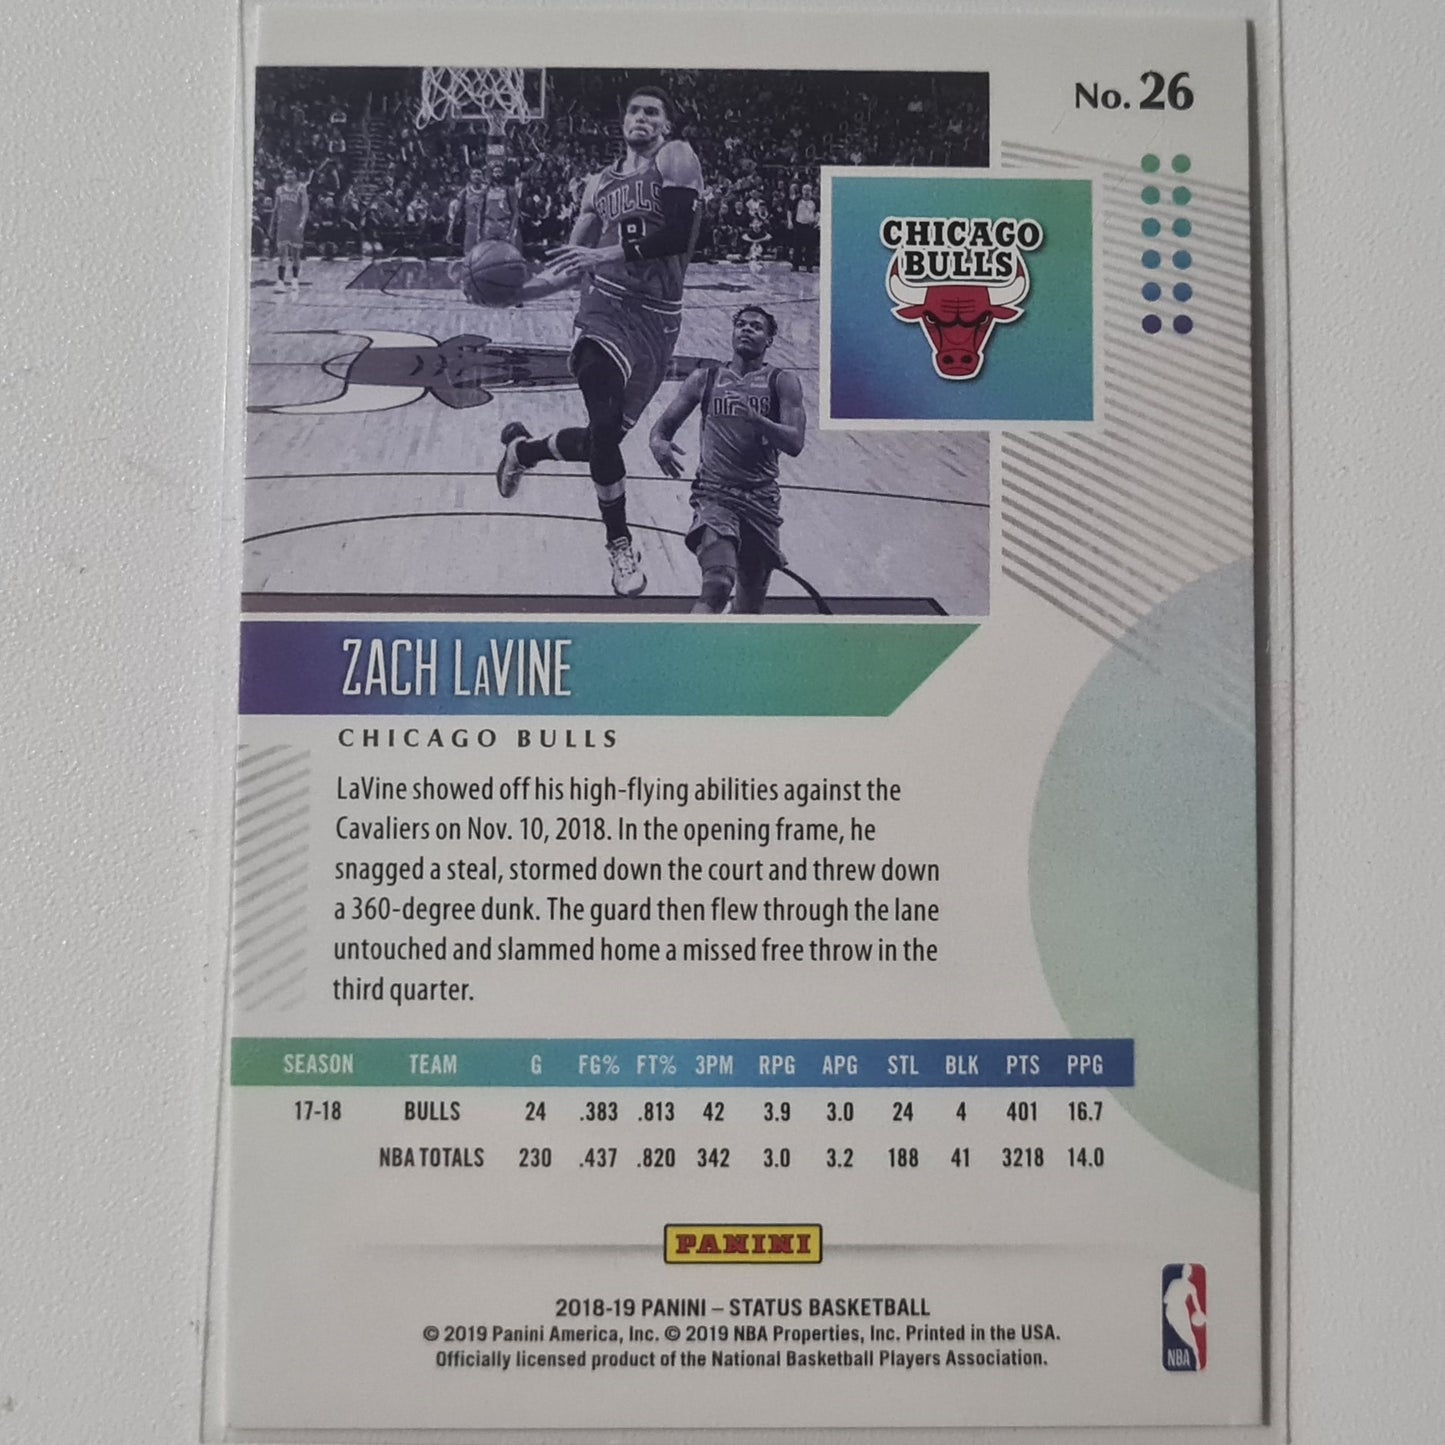 No. 26
CHICAGO
BULLS
BULLS
8
ZACH LaVINE
CHICAGO BULLS
LaVine showed off his high-flying abilities against the
Cavaliers on Nov. 10, 2018. In the opening frame, he
snagged a steal, stormed down the court and threw down
a 360-degree dunk. The guard then flew through the lane
untouched and slammed home a missed free throw in the
third quarter.
SEASON TEAM G FG% FT% 3PM RPG APG STL BLK PTS PPG
17-18 BULLS 24 .383 .813 42 3.9 3.0 24 4 401 16.7
NBA TOTALS 230 .437 .820 342 3.0 3.2 188 41 3218 14.0
PANINI
2018-19 PANINI – STATUS BASKETBALL
© 2019 Panini America, Inc. © 2019 NBA Properties, Inc. Printed in the USA.
Officially licensed product of the National Basketball Players Association.
NBA